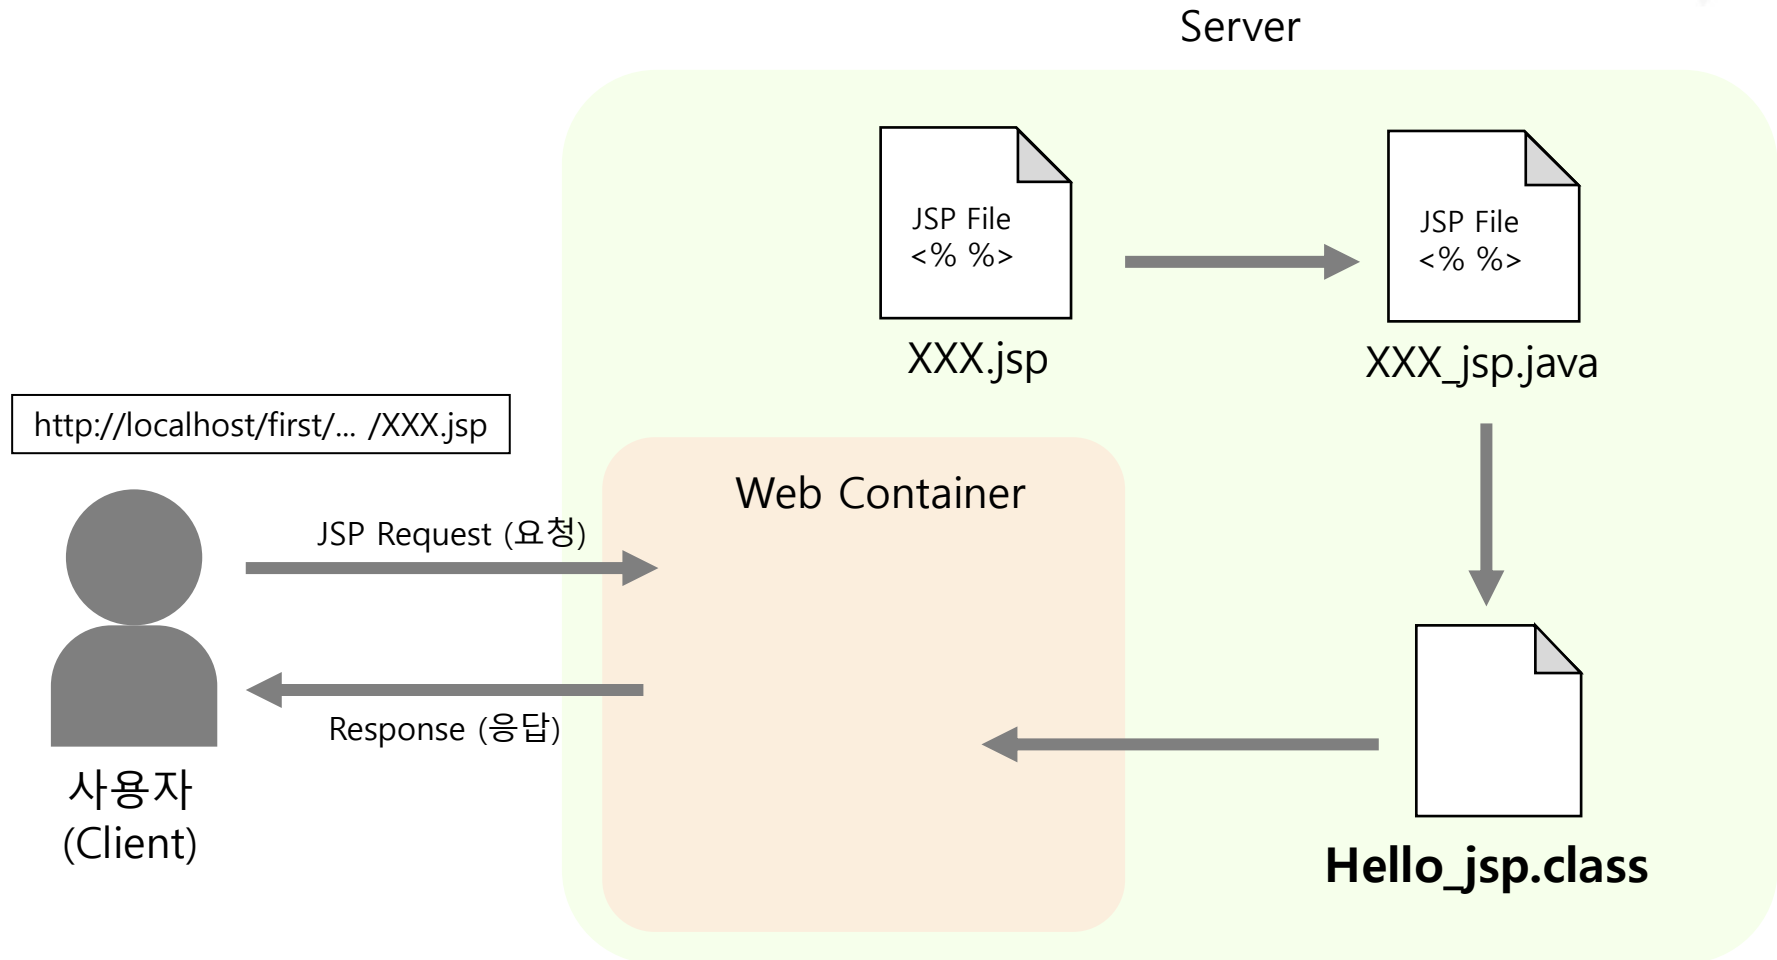 Server
JSP File
<% %>
XXX.jsp
JSP File
<% %>
XXX_jsp.java
http://localhost/first/... /XXX.jsp
Web Container
JSP Request (요청)
Response (응답)
사용자
(Client)
Hello_jsp.class